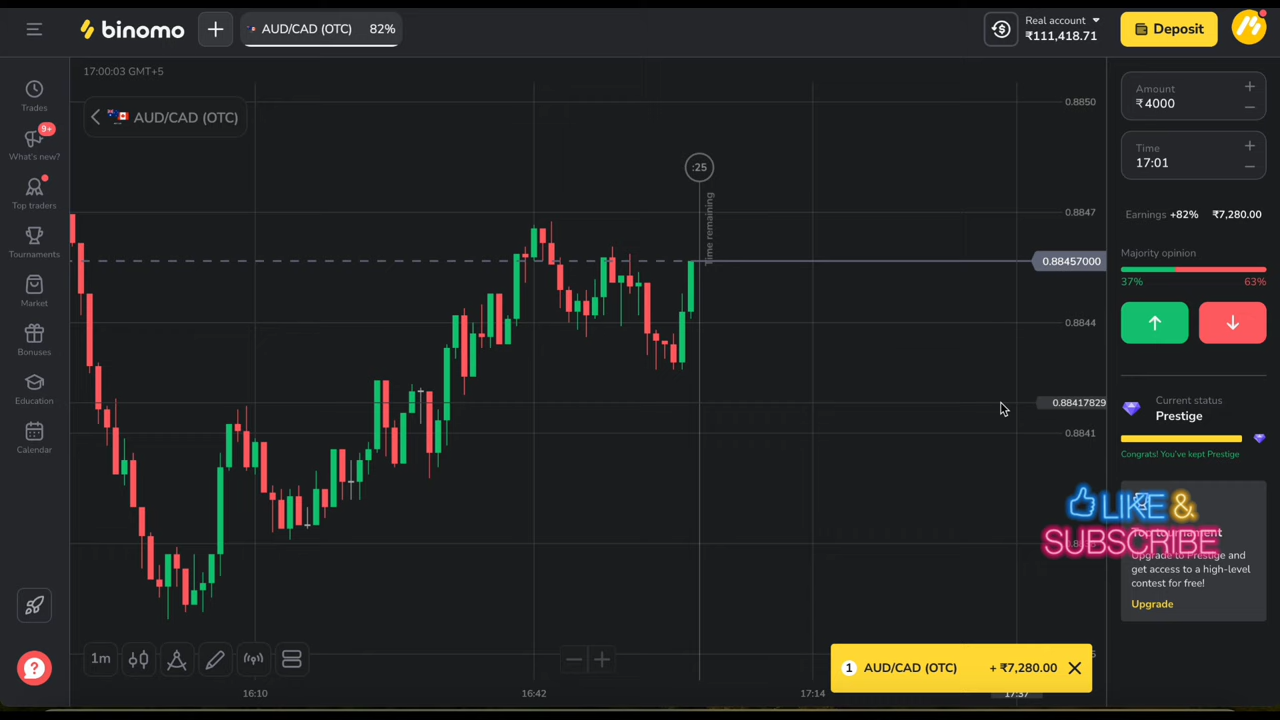 binomo
+
AUD/CAD (OTC) 82%
Real account
₹111,418.71
Deposit
17:00:03 GMT+5
AUD/CAD (OTC)
Trades
9+
What's new?
Top traders
Tournaments
Market
Bonuses
Education
Calendar
?
:25
Time remaining
0.8850
0.8847
0.88457000
0.8844
0.88417829
0.8841
16:10
16:42
17:14
17:37
1m
Amount
₹4000
Time
17:01
Earnings +82% ₹7,280.00
Majority opinion
37% 63%
Current status
Prestige
Congrats! You've kept Prestige
LIKE &
SUBSCRIBE
Top tournament
Upgrade to Prestige and
get access to a high-level
contest for free!
Upgrade
1 AUD/CAD (OTC) + ₹7,280.00